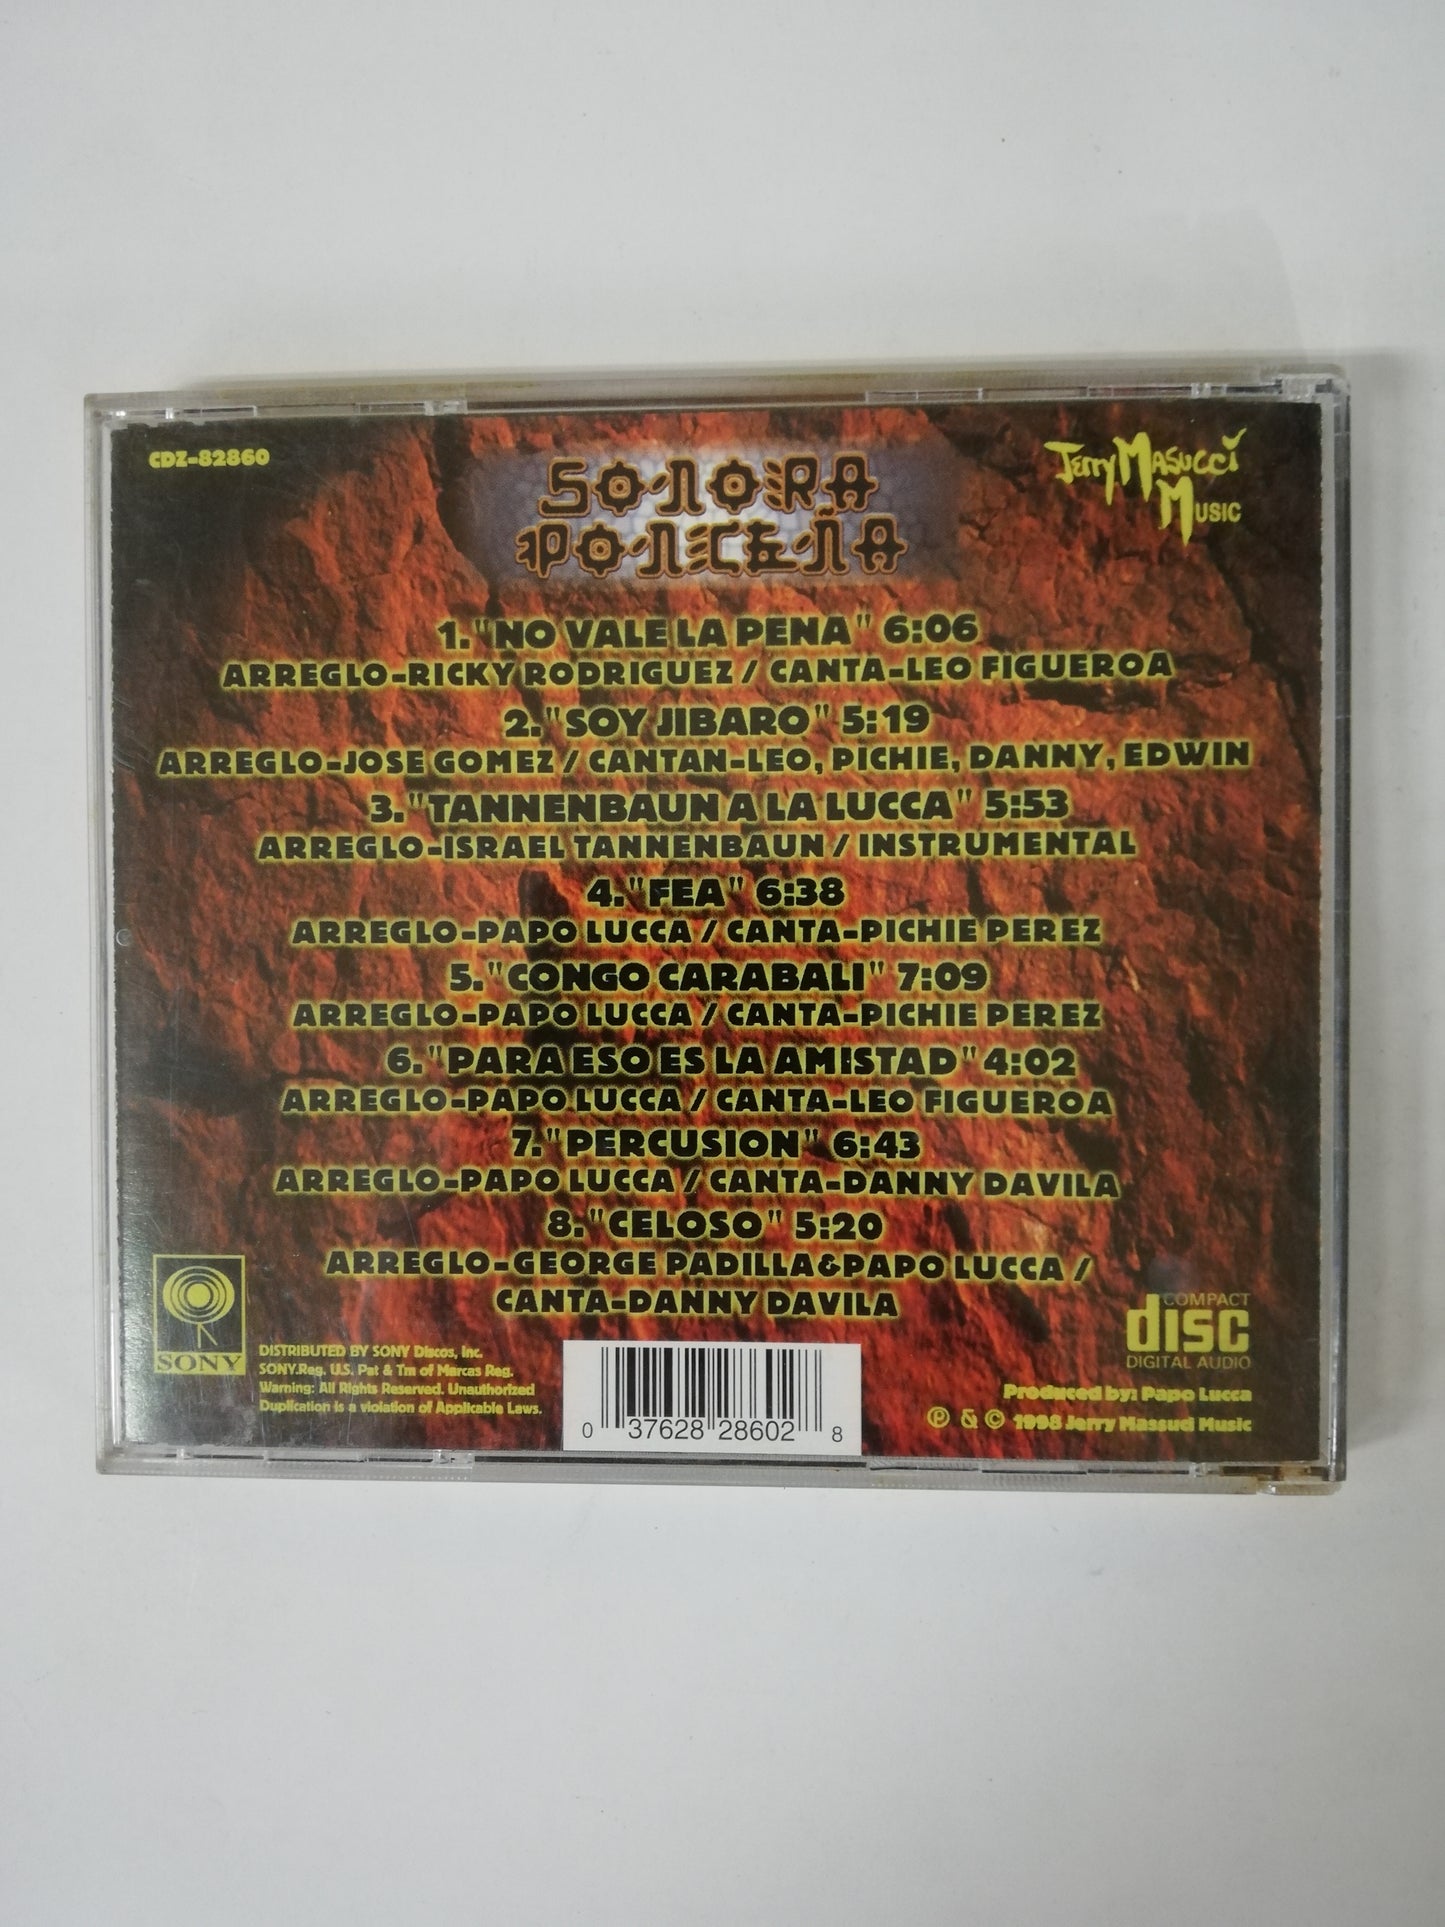 CDZ-82860
SONORA
PONCEÑA
Jerry Masucci
Music
1. "NO VALE LA PENA" 6:06
ARREGLO-RICKY RODRIGUEZ / CANTA-LEO FIGUEROA
2. "SOY JIBARO" 5:19
ARREGLO-JOSE GOMEZ / CANTAN-LEO, PICHIE, DANNY, EDWIN
3. "TANNENBAUN A LA LUCCA" 5:53
ARREGLO-ISRAEL TANNENBAUN / INSTRUMENTAL
4. "FEA" 6:38
ARREGLO-PAPO LUCCA / CANTA-PICHIE PEREZ
5. "CONGO CARABALI" 7:09
ARREGLO-PAPO LUCCA / CANTA-PICHIE PEREZ
6. "PARA ESO ES LA AMISTAD" 4:02
ARREGLO-PAPO LUCCA / CANTA-LEO FIGUEROA
7. "PERCUSION" 6:43
ARREGLO-PAPO LUCCA / CANTA-DANNY DAVILA
8. "CELOSO" 5:20
ARREGLO-GEORGE PADILLA&PAPO LUCCA /
CANTA-DANNY DAVILA
SONY
DISTRIBUTED BY SONY Discos, Inc.
SONY.Reg. U.S. Pat & Tm of Marcas Reg.
Warning: All Rights Reserved. Unauthorized
Duplication is a violation of Applicable Laws.
0 37628 28602 8
COMPACT
disc
DIGITAL AUDIO
Produced by: Papo Lucca
℗ & © 1998 Jerry Massuci Music